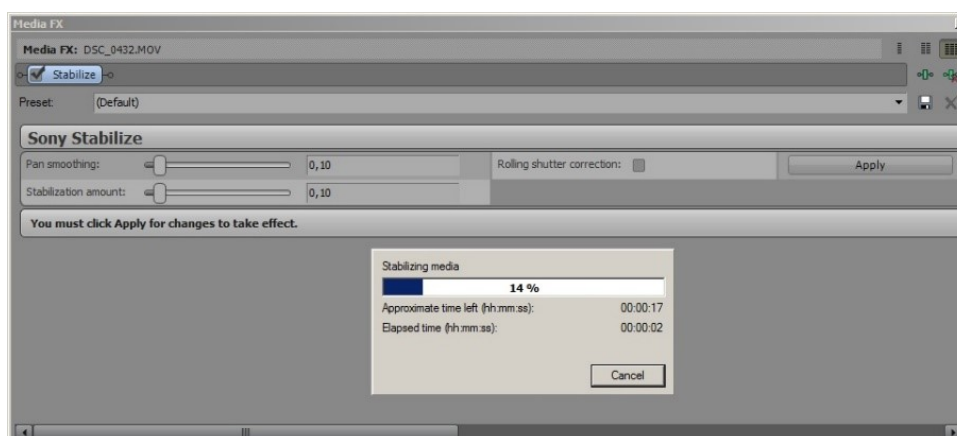 Media FX
Media FX: DSC_0432.MOV
Stabilize
Preset: (Default)
Sony Stabilize
Pan smoothing: 0,10 Rolling shutter correction: Apply
Stabilization amount: 0,10
You must click Apply for changes to take effect.
Stabilizing media
14 %
Approximate time left (hh:mm:ss): 00:00:17
Elapsed time (hh:mm:ss): 00:00:02
Cancel